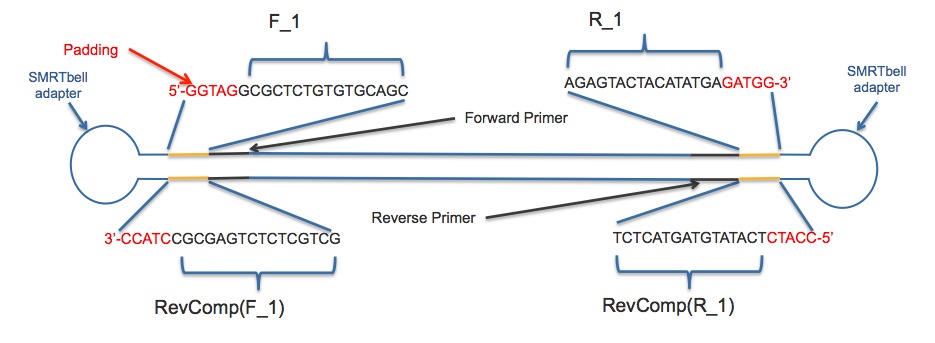 F_1
R_1
Padding
SMRTbell
adapter
5'-GGTAGGCGCTCTGTGTGCAGC
AGAGTACTACATATGAGATGG-3'
SMRTbell
adapter
Forward Primer
Reverse Primer
3'-CCATCCGCGAGTCTCTCGTCG
TCTCATGATGTATACTCTACC-5'
RevComp(F_1)
RevComp(R_1)